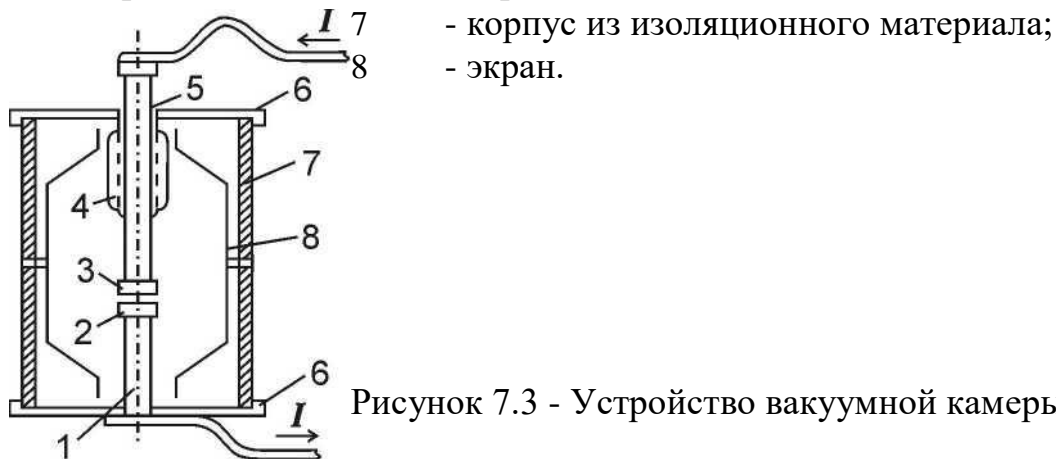 I 7 - корпус из изоляционного материала;
8 - экран.
5 6
7
4
8
3
2
6
Рисунок 7.3 - Устройство вакуумной камеры
I
1